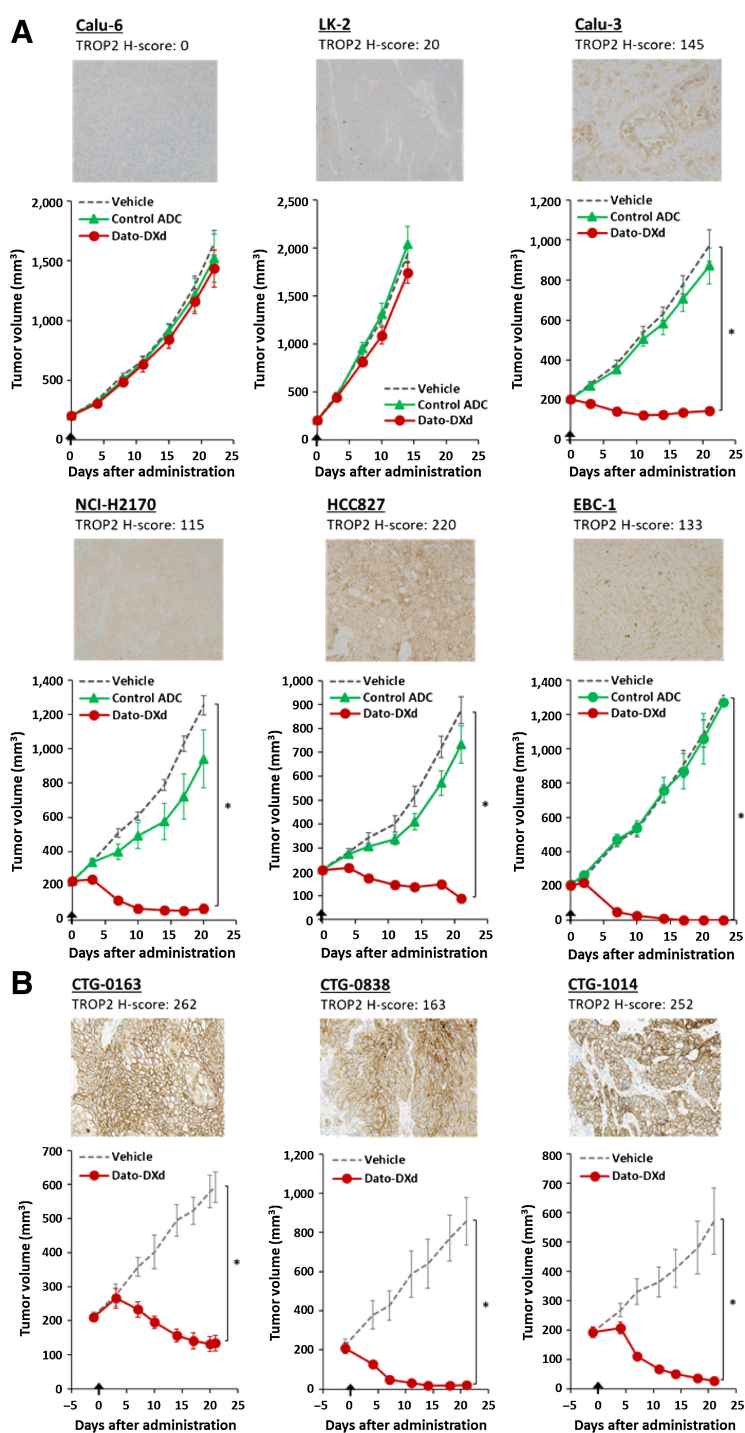 A
Calu-6
TROP2 H-score: 0
LK-2
TROP2 H-score: 20
Calu-3
TROP2 H-score: 145
Tumor volume (mm³)
2,000
1,500
1,000
500
0
Vehicle
Control ADC
Dato-DXd
0 5 10 15 20 25
Days after administration
Tumor volume (mm³)
2,500
2,000
1,500
1,000
500
0
Vehicle
Control ADC
Dato-DXd
0 5 10 15 20 25
Days after administration
Tumor volume (mm³)
1,200
1,000
800
600
400
200
0
Vehicle
Control ADC
Dato-DXd
*
0 5 10 15 20 25
Days after administration
NCI-H2170
TROP2 H-score: 115
HCC827
TROP2 H-score: 220
EBC-1
TROP2 H-score: 133
Tumor volume (mm³)
1,400
1,200
1,000
800
600
400
200
0
Vehicle
Control ADC
Dato-DXd
*
0 5 10 15 20 25
Days after administration
Tumor volume (mm³)
1,000
900
800
700
600
500
400
300
200
100
0
Vehicle
Control ADC
Dato-DXd
*
0 5 10 15 20 25
Days after administration
Tumor volume (mm³)
1,400
1,200
1,000
800
600
400
200
0
Vehicle
Control ADC
Dato-DXd
*
0 5 10 15 20 25
Days after administration
B
CTG-0163
TROP2 H-score: 262
CTG-0838
TROP2 H-score: 163
CTG-1014
TROP2 H-score: 252
Tumor volume (mm³)
700
600
500
400
300
200
100
0
Vehicle
Dato-DXd
*
−5 0 5 10 15 20 25
Days after administration
Tumor volume (mm³)
1,200
1,000
800
600
400
200
0
Vehicle
Dato-DXd
*
−5 0 5 10 15 20 25
Days after administration
Tumor volume (mm³)
800
700
600
500
400
300
200
100
0
Vehicle
Dato-DXd
*
−5 0 5 10 15 20 25
Days after administration